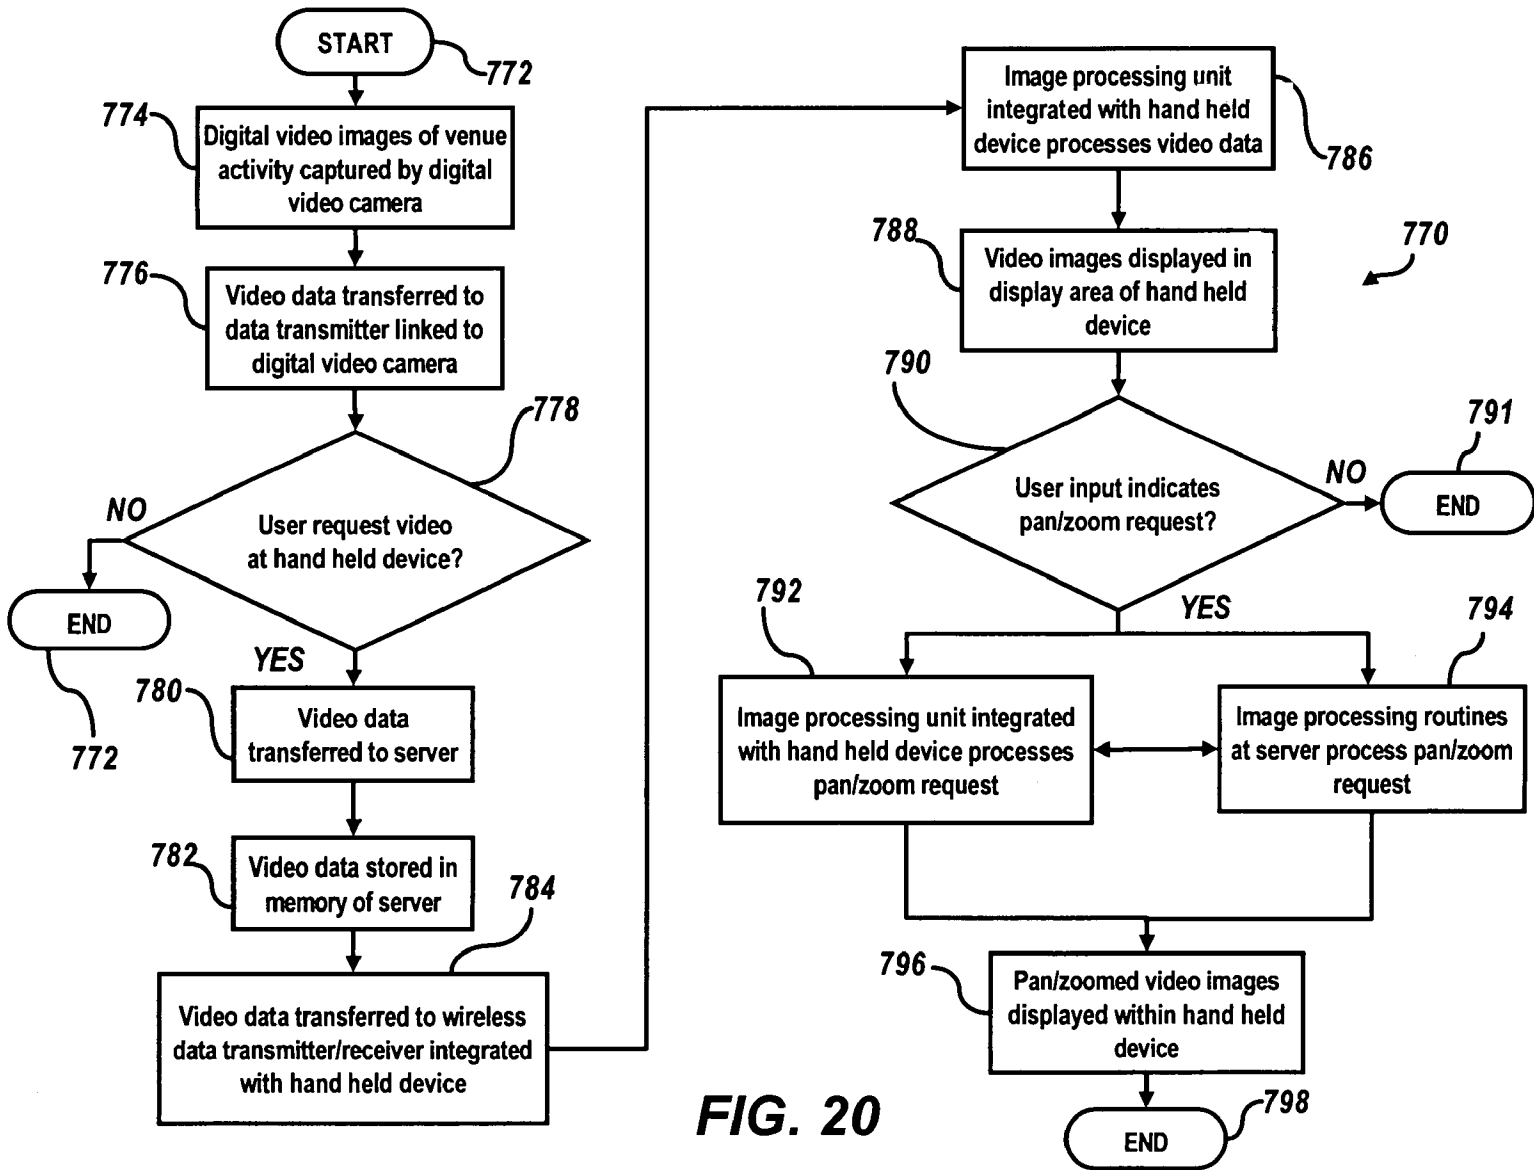 START
772
774
Digital video images of venue
activity captured by digital
video camera
776
Video data transferred to
data transmitter linked to
digital video camera
778
NO
User request video
at hand held device?
END
772
YES
780
Video data
transferred to server
782
Video data stored in
memory of server
784
Video data transferred to wireless
data transmitter/receiver integrated
with hand held device
Image processing unit
integrated with hand held
device processes video data
786
788
Video images displayed in
display area of hand held
device
770
790
User input indicates
pan/zoom request?
NO
791
END
YES
792
Image processing unit integrated
with hand held device processes
pan/zoom request
794
Image processing routines
at server process pan/zoom
request
796
Pan/zoomed video images
displayed within hand held
device
END
798
FIG. 20